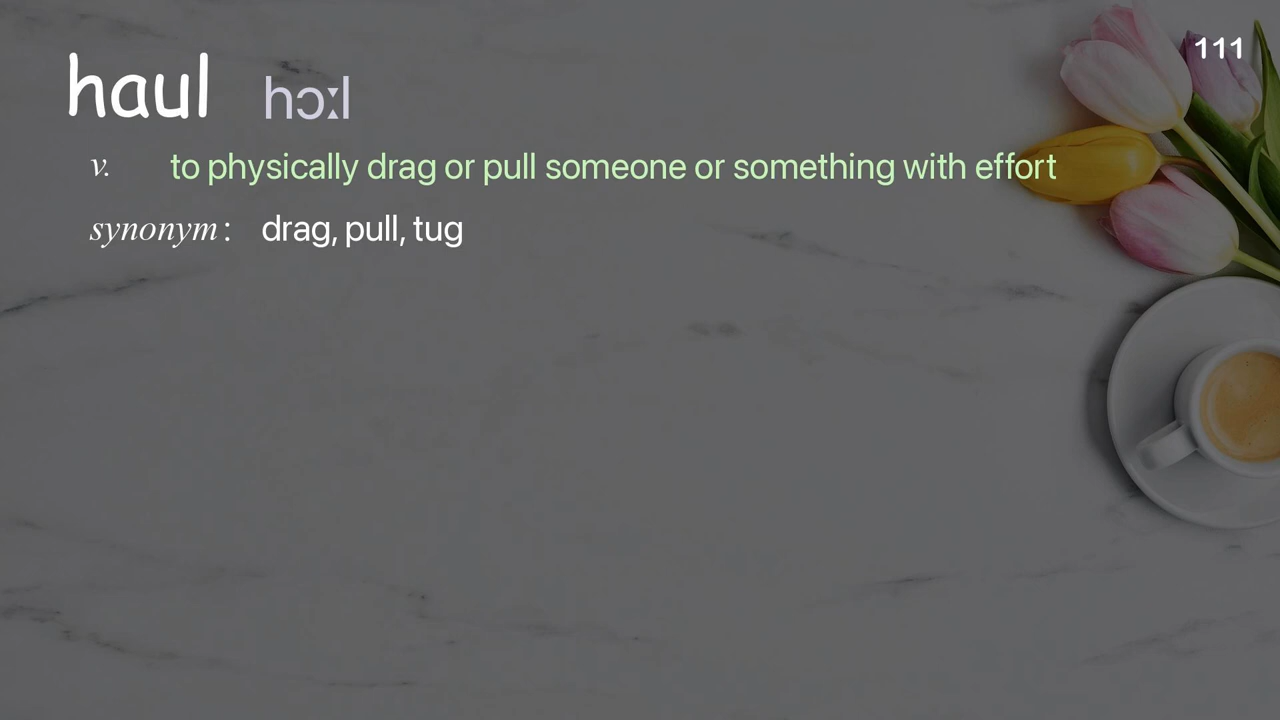 111
haul hɔːl
v. to physically drag or pull someone or something with effort
synonym : drag, pull, tug